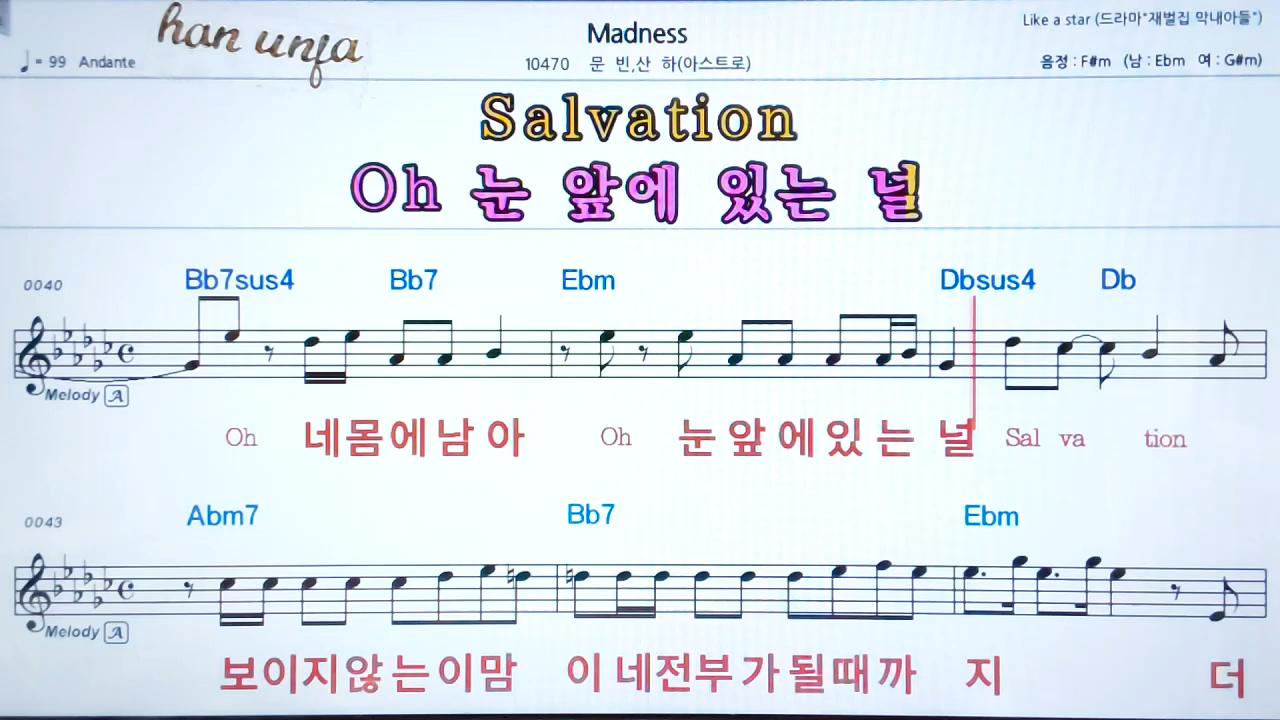 han unfa
Madness
Like a star (드라마"재벌집 막내아들")
♩= 99 Andante
10470 문 빈,산 하(아스트로)
음정 : F#m (남 : Ebm 여 : G#m)
Salvation
Oh 눈 앞에 있는 널
0040 Bb7sus4 Bb7 Ebm Dbsus4 Db
Melody A
Oh 네몸에남 아 Oh 눈 앞 에있 는 널 Sal va tion
0043 Abm7 Bb7 Ebm
Melody A
보이지않 는이맘 이 네전부 가 될때 까 지 더